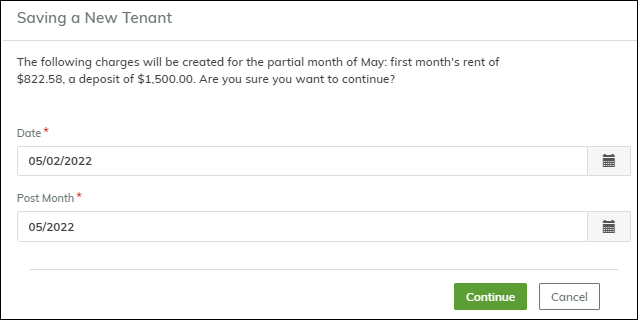 Saving a New Tenant
The following charges will be created for the partial month of May: first month's rent of
$822.58, a deposit of $1,500.00. Are you sure you want to continue?
Date *
05/02/2022
Post Month *
05/2022
Continue Cancel